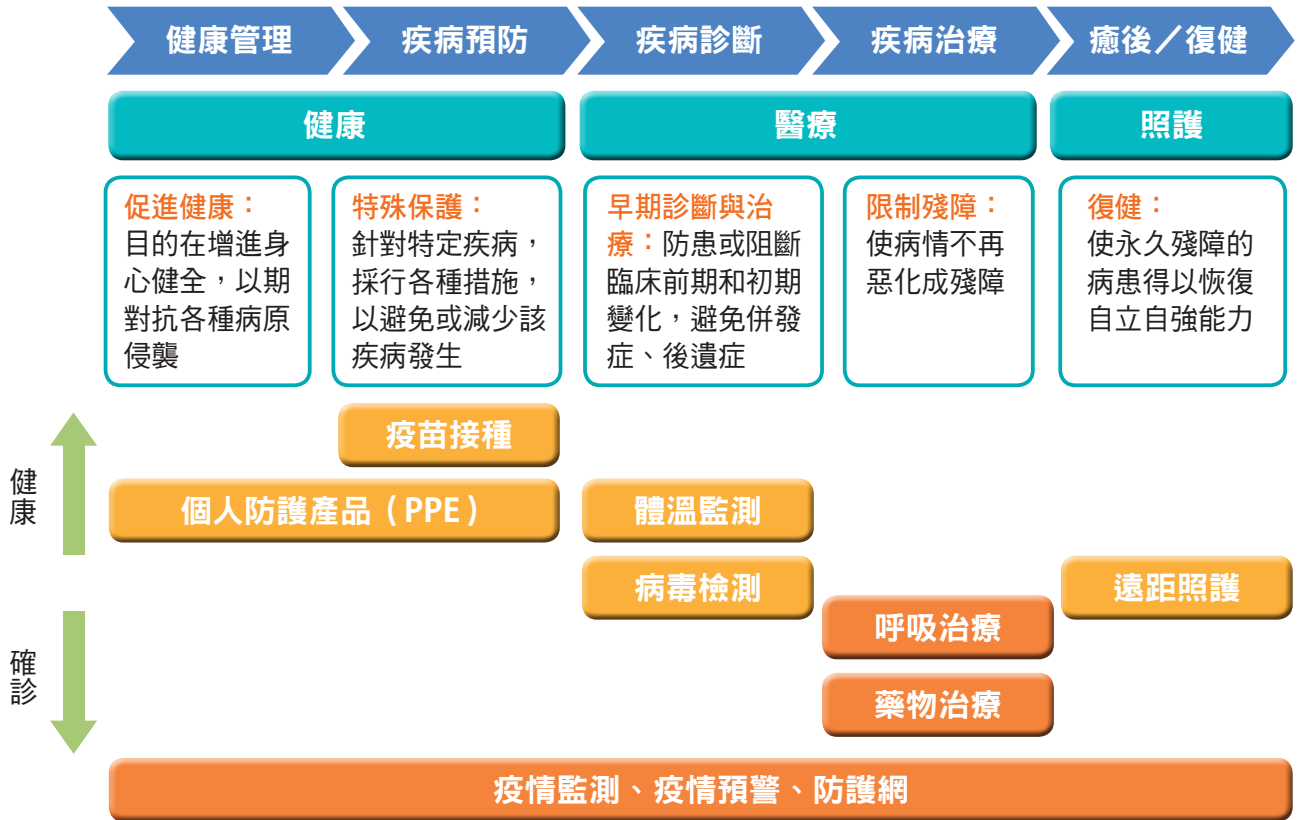 健康管理
疾病預防
疾病診斷
疾病治療
癒後／復健
健康
醫療
照護
促進健康：
目的在增進身
心健全，以期
對抗各種病原
侵襲
特殊保護：
針對特定疾病，
採行各種措施，
以避免或減少該
疾病發生
早期診斷與治
療：防患或阻斷
臨床前期和初期
變化，避免併發
症、後遺症
限制殘障：
使病情不再
惡化成殘障
復健：
使永久殘障的
病患得以恢復
自立自強能力
健康
疫苗接種
個人防護產品（PPE）
體溫監測
病毒檢測
遠距照護
確診
呼吸治療
藥物治療
疫情監測、疫情預警、防護網